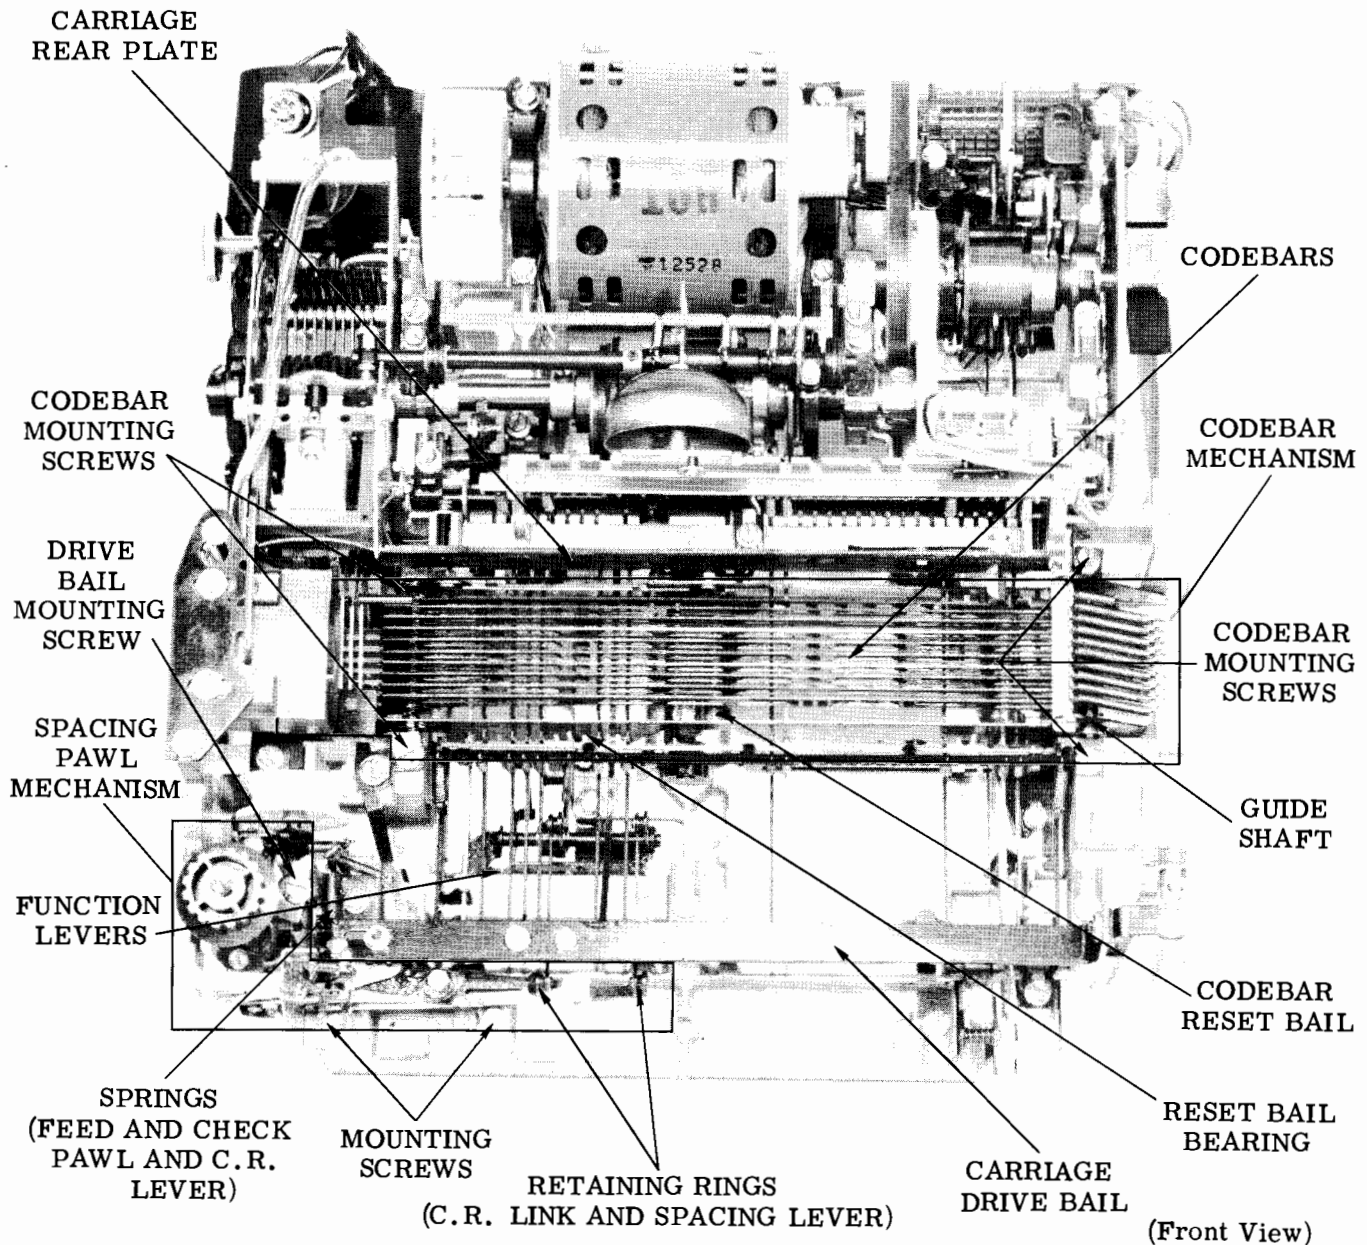 CARRIAGE
REAR PLATE
12528
CODEBARS
CODEBAR
MOUNTING
SCREWS
CODEBAR
MECHANISM
DRIVE
BAIL
MOUNTING
SCREW
CODEBAR
MOUNTING
SCREWS
SPACING
PAWL
MECHANISM
GUIDE
SHAFT
FUNCTION
LEVERS
CODEBAR
RESET BAIL
SPRINGS
(FEED AND CHECK
PAWL AND C.R.
LEVER)
MOUNTING
SCREWS
RETAINING RINGS
(C.R. LINK AND SPACING LEVER)
CARRIAGE
DRIVE BAIL
RESET BAIL
BEARING
(Front View)